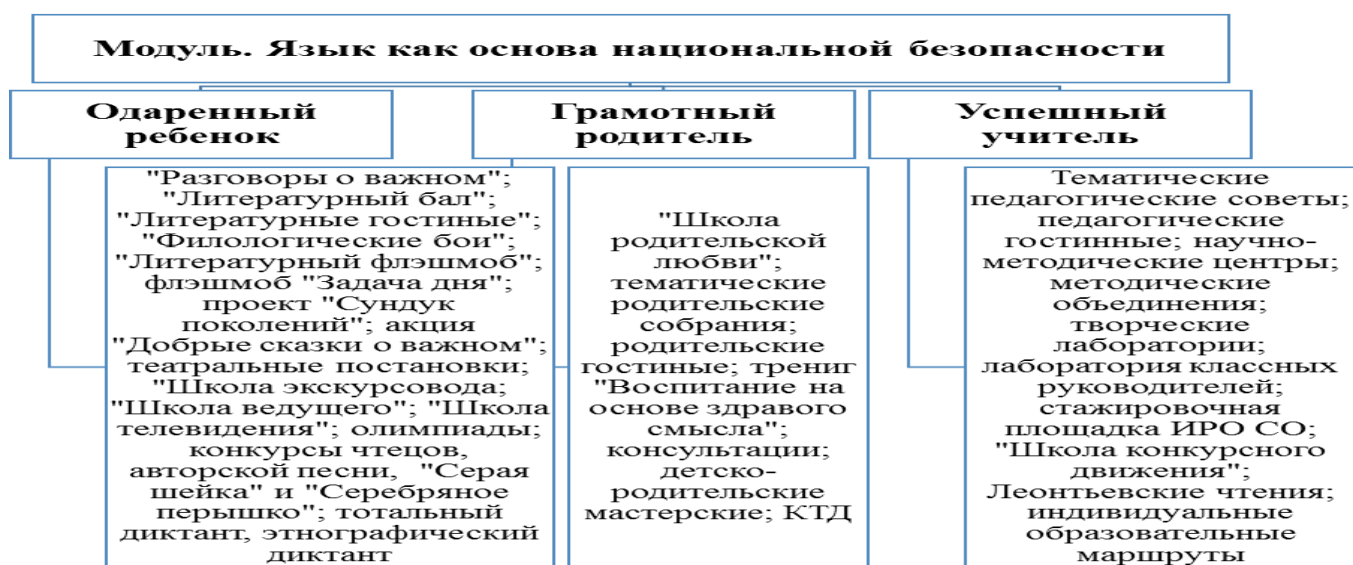 Модуль. Язык как основа национальной безопасности
Одаренный
ребенок
"Разговоры о важном";
"Литературный бал";
"Литературные гостиные";
"Филологические бои";
"Литературный флэшмоб";
флэшмоб "Задача дня";
проект "Сундук
поколений"; акция
"Добрые сказки о важном";
театральные постановки;
"Школа экскурсовода;
"Школа ведущего"; "Школа
телевидения"; олимпиады;
конкурсы чтецов,
авторской песни, "Серая
шейка" и "Серебряное
перышко"; тотальный
диктант, этнографический
диктант
Грамотный
родитель
"Школа
родительской
любви";
тематические
родительские
собрания;
родительские
гостиные; трениг
"Воспитание на
основе здравого
смысла";
консультации;
детско-
родительские
мастерские; КТД
Успешный
учитель
Тематические
педагогические советы;
педагогические
гостинные; научно-
методические центры;
методические
объединения;
творческие
лаборатории;
лаборатория классных
руководителей;
стажировочная
площадка ИРО СО;
"Школа конкурсного
движения";
Леонтьевские чтения;
индивидуальные
образовательные
маршруты